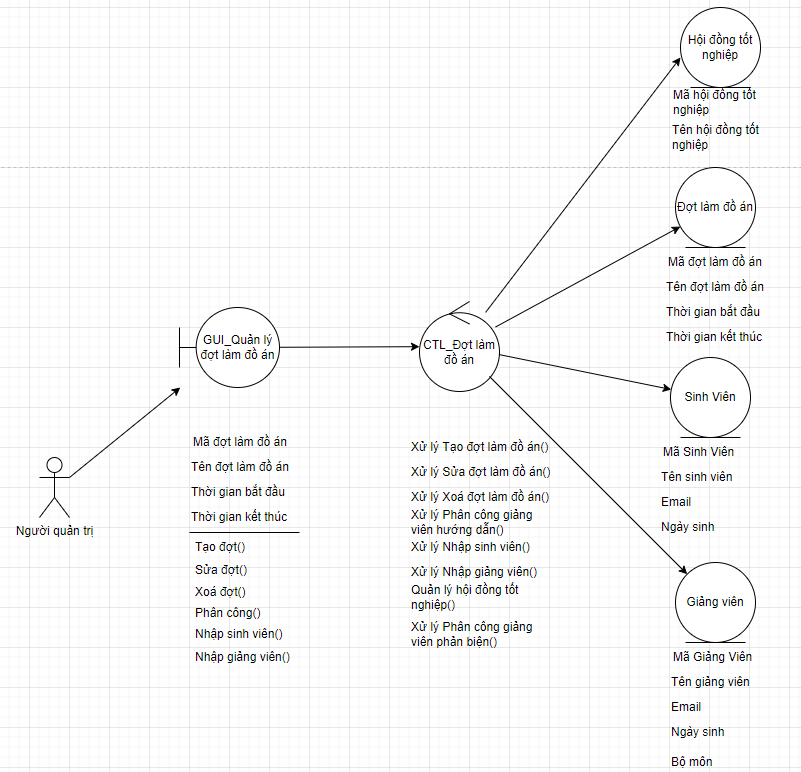 Hội đồng tốt
nghiệp
Mã hội đồng tốt
nghiệp
Tên hội đồng tốt
nghiệp
Đợt làm đồ án
Mã đợt làm đồ án
Tên đợt làm đồ án
Thời gian bắt đầu
Thời gian kết thúc
GUI_Quản lý
đợt làm đồ án
CTL_Đợt làm
đồ án
Sinh Viên
Mã Sinh Viên
Tên sinh viên
Email
Ngày sinh
Người quản trị
Mã đợt làm đồ án
Tên đợt làm đồ án
Thời gian bắt đầu
Thời gian kết thúc
Tạo đợt()
Sửa đợt()
Xoá đợt()
Phân công()
Nhập sinh viên()
Nhập giảng viên()
Xử lý Tạo đợt làm đồ án()
Xử lý Sửa đợt làm đồ án()
Xử lý Xoá đợt làm đồ án()
Xử lý Phân công giảng
viên hướng dẫn()
Xử lý Nhập sinh viên()
Xử lý Nhập giảng viên()
Quản lý hội đồng tốt
nghiệp()
Xử lý Phân công giảng
viên phản biện()
Giảng viên
Mã Giảng Viên
Tên giảng viên
Email
Ngày sinh
Bộ môn